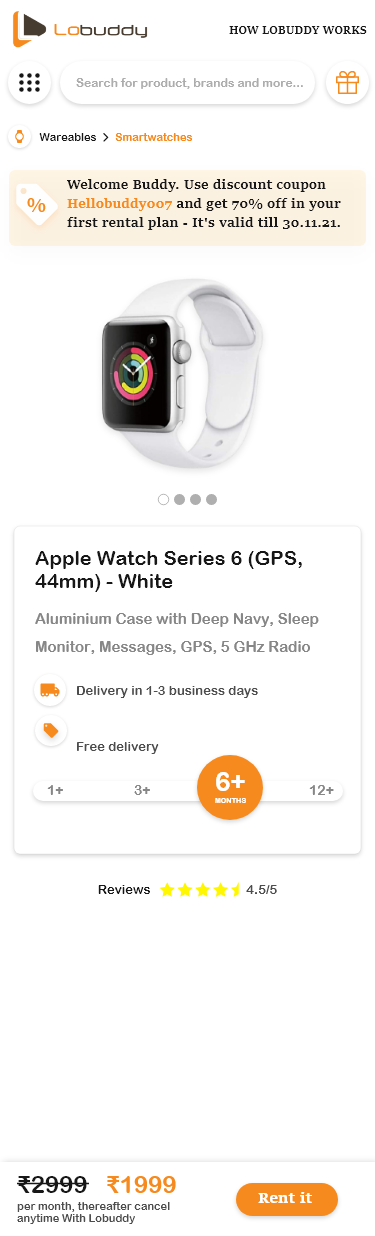 Lobuddy
HOW LOBUDDY WORKS
Search for product, brands and more...
Wareables > Smartwatches
Welcome Buddy. Use discount coupon
% Hellobuddy007 and get 70% off in your
first rental plan - It's valid till 30.11.21.
Apple Watch Series 6 (GPS,
44mm) - White
Aluminium Case with Deep Navy, Sleep
Monitor, Messages, GPS, 5 GHz Radio
Delivery in 1-3 business days
Free delivery
1+ 3+ 6+ 12+
MONTHS
Reviews 4.5/5
₹2999 ₹1999
per month, thereafter cancel
anytime With Lobuddy
Rent it